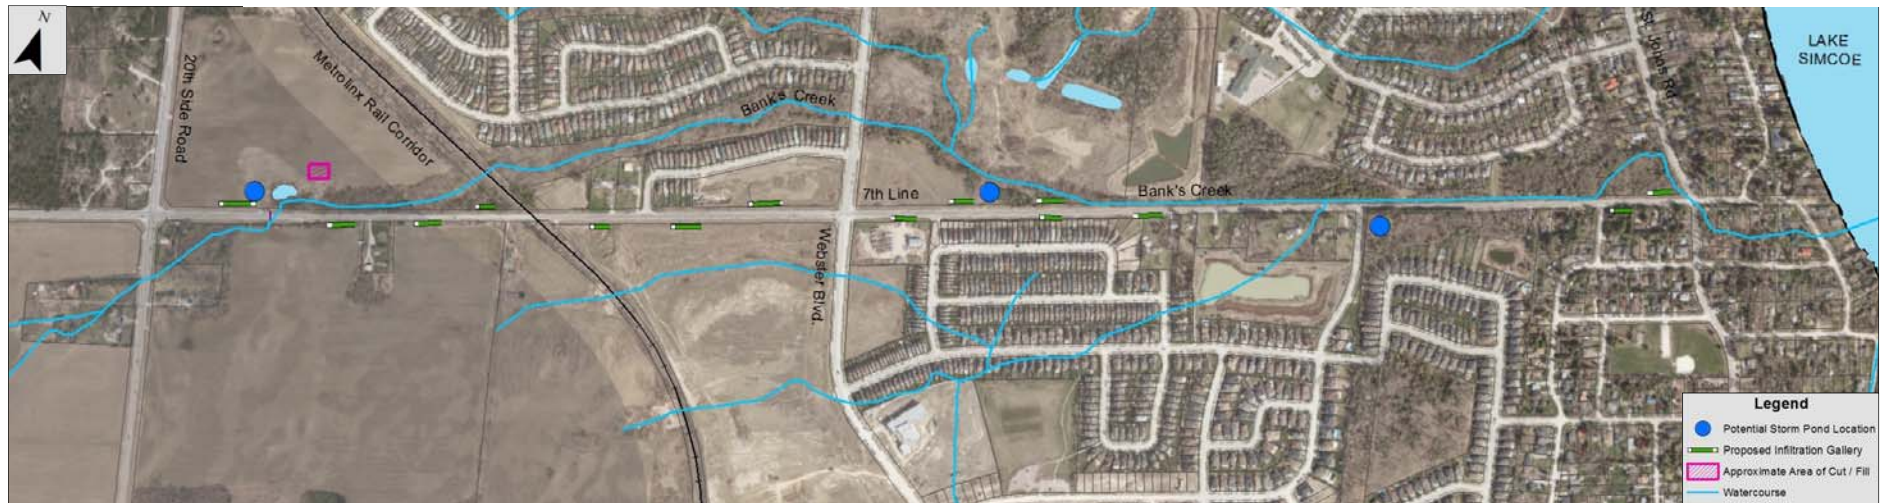 N
LAKE
SIMCOE
St. Johns Rd.
20th Side Road
Metrolinx Rail Corridor
Bank's Creek
7th Line
Bank's Creek
Webster Blvd.
Legend
Potential Storm Pond Location
Proposed Infiltration Gallery
Approximate Area of Cut / Fill
Watercourse